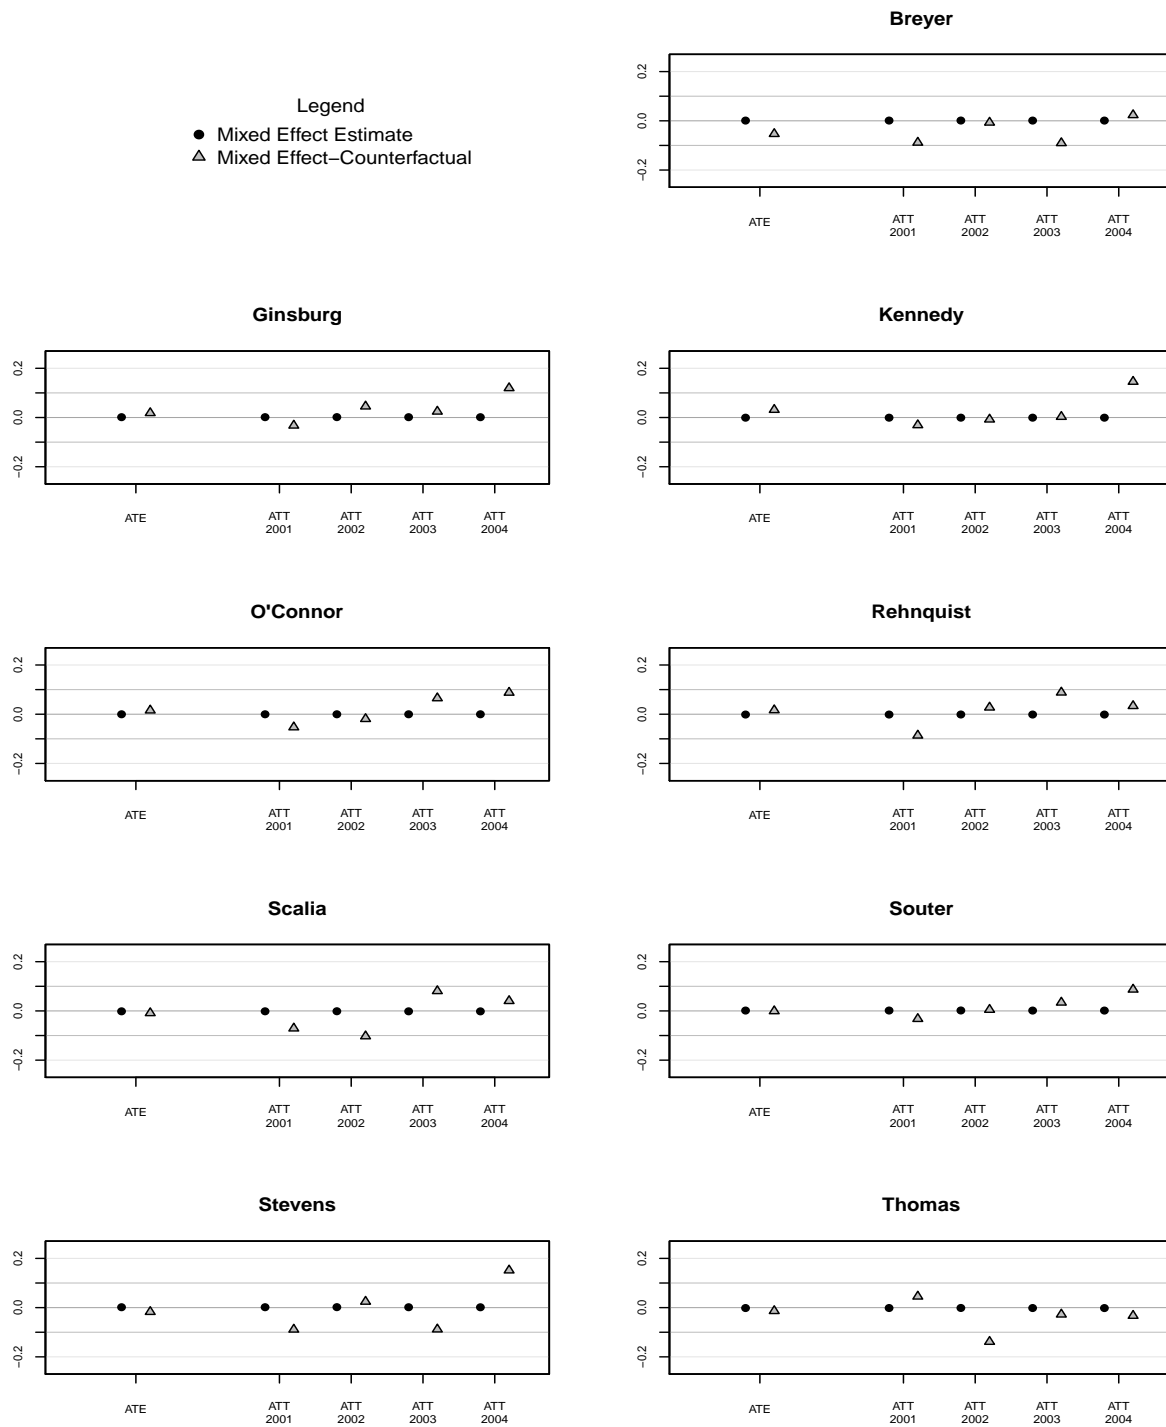 Breyer
Legend
Mixed Effect Estimate
Mixed Effect−Counterfactual
0.2
0.0
−0.2
ATE
ATT
2001
ATT
2002
ATT
2003
ATT
2004
Ginsburg
0.2
0.0
−0.2
ATE
ATT
2001
ATT
2002
ATT
2003
ATT
2004
Kennedy
0.2
0.0
−0.2
ATE
ATT
2001
ATT
2002
ATT
2003
ATT
2004
O'Connor
0.2
0.0
−0.2
ATE
ATT
2001
ATT
2002
ATT
2003
ATT
2004
Rehnquist
0.2
0.0
−0.2
ATE
ATT
2001
ATT
2002
ATT
2003
ATT
2004
Scalia
0.2
0.0
−0.2
ATE
ATT
2001
ATT
2002
ATT
2003
ATT
2004
Souter
0.2
0.0
−0.2
ATE
ATT
2001
ATT
2002
ATT
2003
ATT
2004
Stevens
0.2
0.0
−0.2
ATE
ATT
2001
ATT
2002
ATT
2003
ATT
2004
Thomas
0.2
0.0
−0.2
ATE
ATT
2001
ATT
2002
ATT
2003
ATT
2004